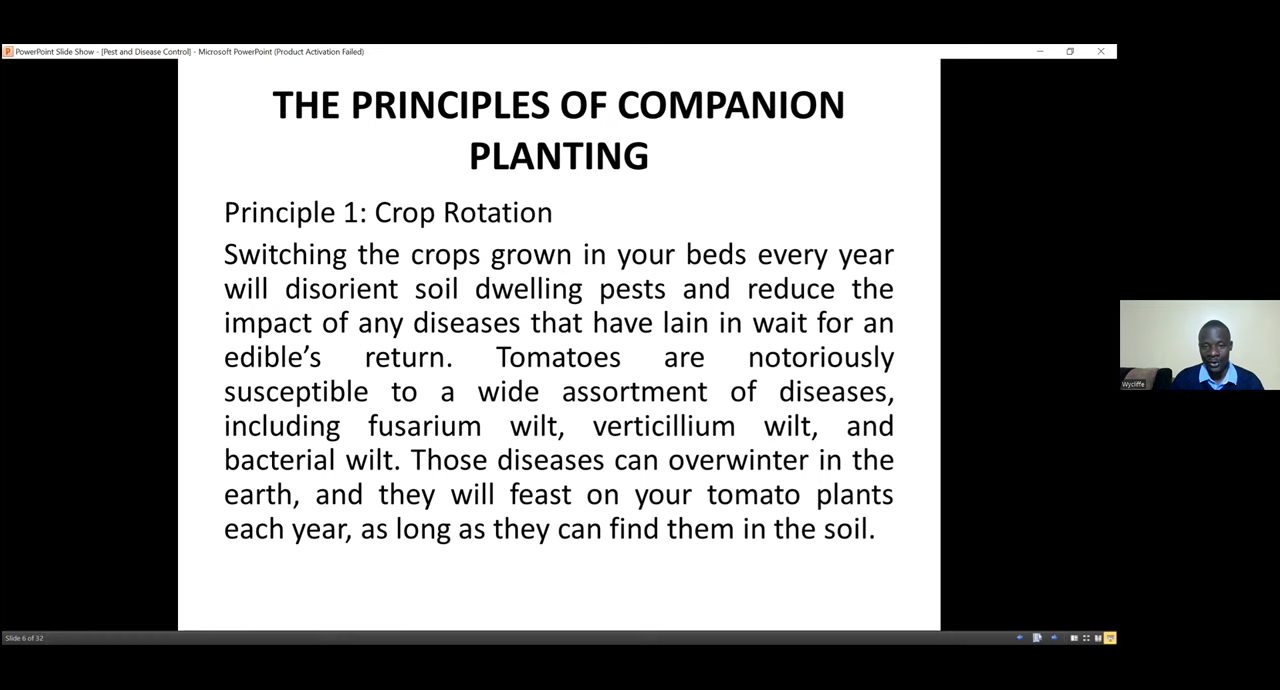 PowerPoint Slide Show - [Pest and Disease Control] - Microsoft PowerPoint (Product Activation Failed)
THE PRINCIPLES OF COMPANION
PLANTING
Principle 1: Crop Rotation
Switching the crops grown in your beds every year
will disorient soil dwelling pests and reduce the
impact of any diseases that have lain in wait for an
edible’s return. Tomatoes are notoriously
susceptible to a wide assortment of diseases,
including fusarium wilt, verticillium wilt, and
bacterial wilt. Those diseases can overwinter in the
earth, and they will feast on your tomato plants
each year, as long as they can find them in the soil.
Wycliffe
Slide 6 of 32